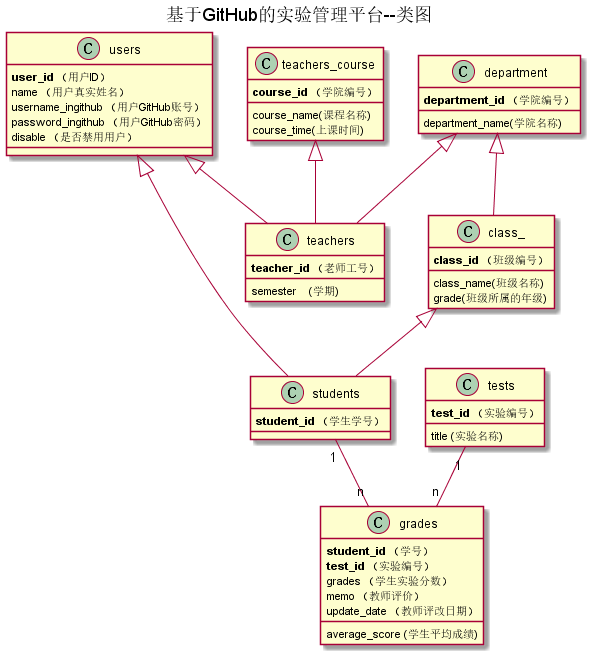 基于GitHub的实验管理平台--类图
C users
user_id （用户ID）
name （用户真实姓名）
username_ingithub （用户GitHub账号）
password_ingithub （用户GitHub密码）
disable （是否禁用用户）
C teachers_course
course_id （学院编号）
course_name(课程名称)
course_time(上课时间)
C department
department_id （学院编号）
department_name(学院名称)
C teachers
teacher_id （老师工号）
semester （学期)
C class_
class_id （班级编号）
class_name(班级名称)
grade(班级所属的年级)
C students
student_id （学生学号）
C tests
test_id （实验编号）
title (实验名称)
1
1
n
n
C grades
student_id （学号）
test_id （实验编号）
grades （学生实验分数）
memo （教师评价）
update_date （教师评改日期）
average_score (学生平均成绩)